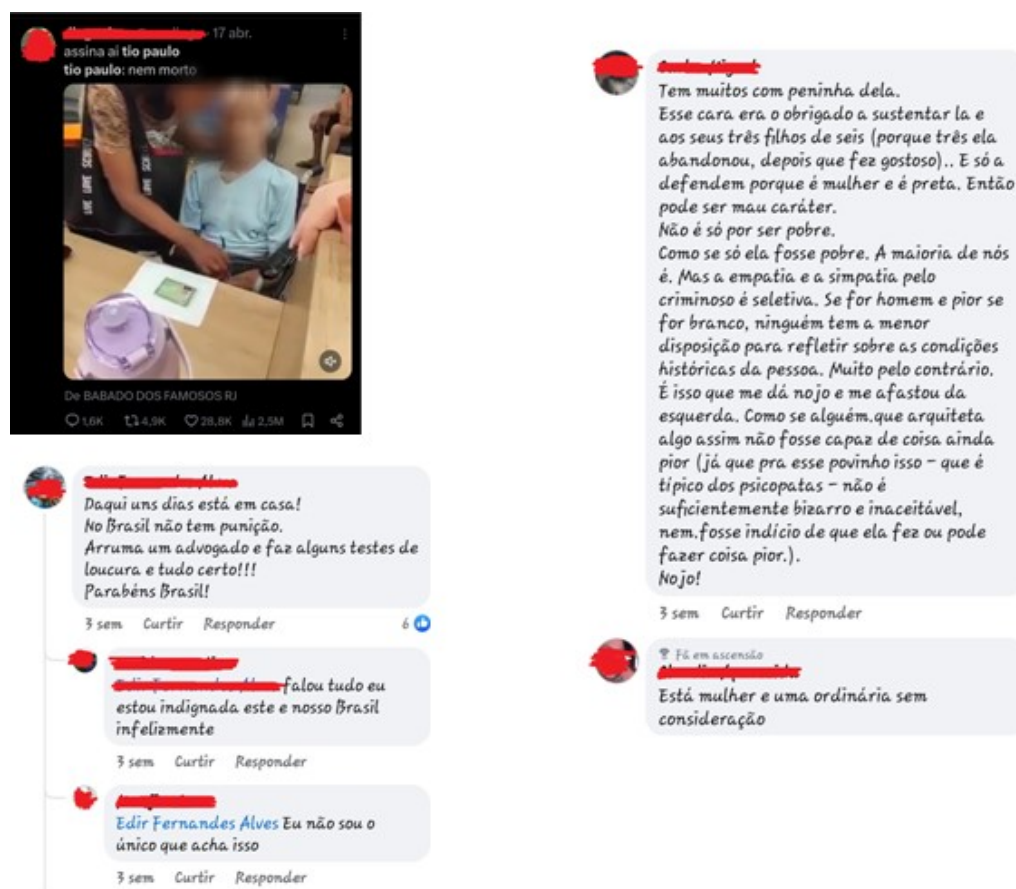 17 abr.
assina ai tio paulo
tio paulo: nem morto
LOVE SCHO
LIVE LOVE SCH
De BABADO DOS FAMOSOS RJ
1,6K 4,9K 28,8K 2,5M
Daqui uns dias está em casa!
No Brasil não tem punição.
Arruma um advogado e faz alguns testes de
loucura e tudo certo!!!
Parabéns Brasil!
3 sem Curtir Responder 6
falou tudo eu
estou indignada este e nosso Brasil
infelizmente
3 sem Curtir Responder
Edir Fernandes Alves Eu não sou o
único que acha isso
3 sem Curtir Responder
Tem muitos com peninha dela.
Esse cara era o obrigado a sustentar la e
aos seus três filhos de seis (porque três ela
abandonou, depois que fez gostoso).. E só a
defendem porque é mulher e é preta. Então
pode ser mau caráter.
Não é só por ser pobre.
Como se só ela fosse pobre. A maioria de nós
é. Mas a empatia e a simpatia pelo
criminoso é seletiva. Se for homem e pior se
for branco, ninguém tem a menor
disposição para refletir sobre as condições
históricas da pessoa. Muito pelo contrário.
É isso que me dá nojo e me afastou da
esquerda. Como se alguém.que arquiteta
algo assim não fosse capaz de coisa ainda
pior (já que pra esse povinho isso - que é
típico dos psicopatas - não é
suficientemente bizarro e inaceitável,
nem.fosse indício de que ela fez ou pode
fazer coisa pior.).
Nojo!
3 sem Curtir Responder
Fã em ascensão
Está mulher e uma ordinária sem
consideração